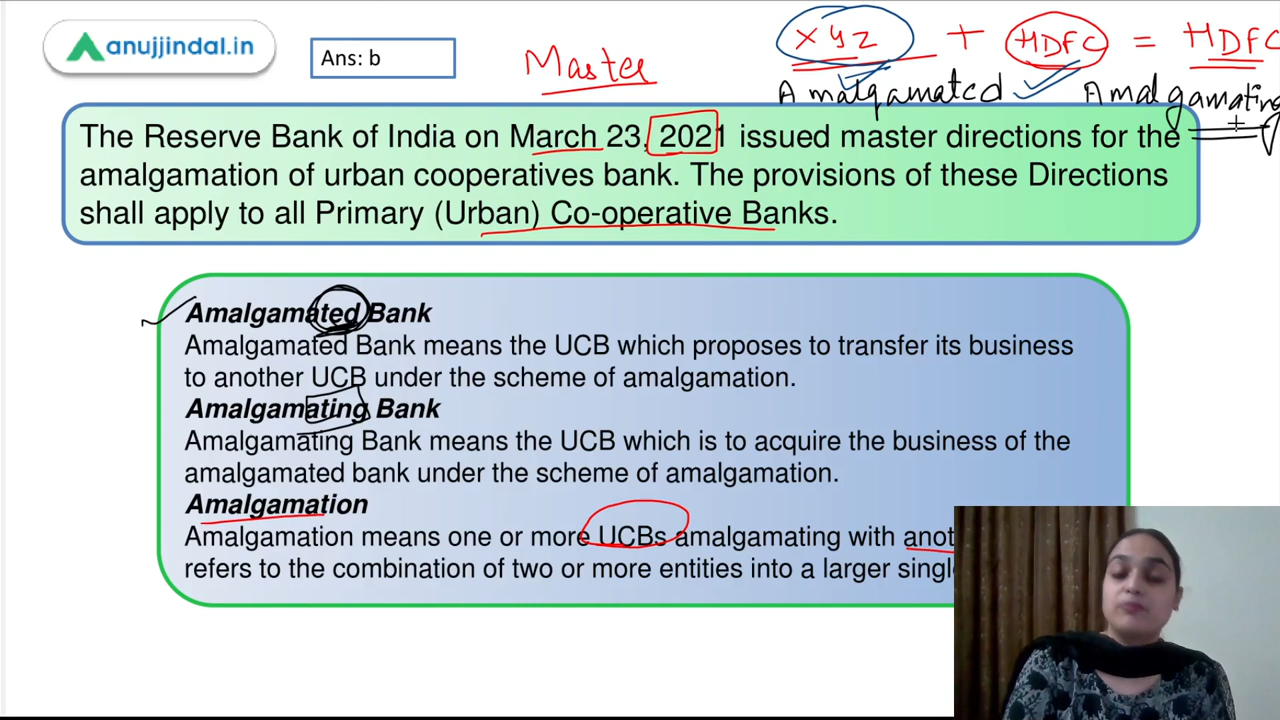 anujjindal.in
Ans: b
Master
XYZ + HDFC = HDFC
Amalgamated Amalgamating
The Reserve Bank of India on March 23, 2021 issued master directions for the
amalgamation of urban cooperatives bank. The provisions of these Directions
shall apply to all Primary (Urban) Co-operative Banks.
Amalgamated Bank
Amalgamated Bank means the UCB which proposes to transfer its business
to another UCB under the scheme of amalgamation.
Amalgamating Bank
Amalgamating Bank means the UCB which is to acquire the business of the
amalgamated bank under the scheme of amalgamation.
Amalgamation
Amalgamation means one or more UCBs amalgamating with
refers to the combination of two or more entities into a larger